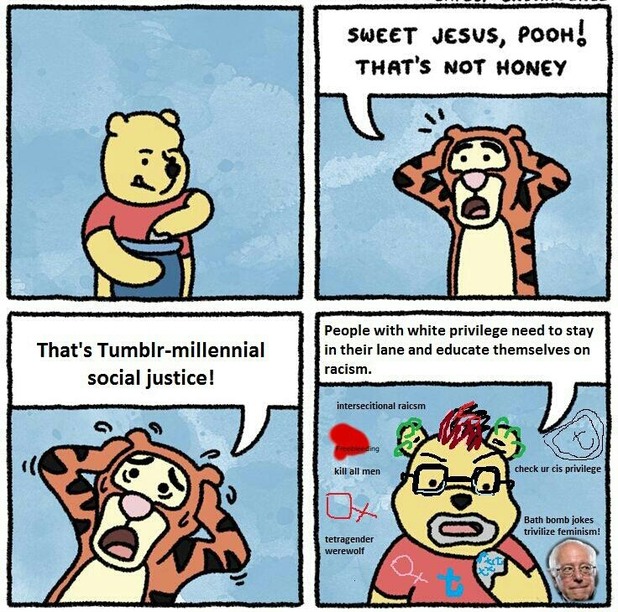 SWEET JESUS, POOH!
THAT'S NOT HONEY
That's Tumblr-millennial
social justice!
People with white privilege need to stay
in their lane and educate themselves on
racism.
intersecitional raicsm
kill all men
check ur cis privilege
tetragender
werewolf
Bath bomb jokes
trivilize feminism!
t